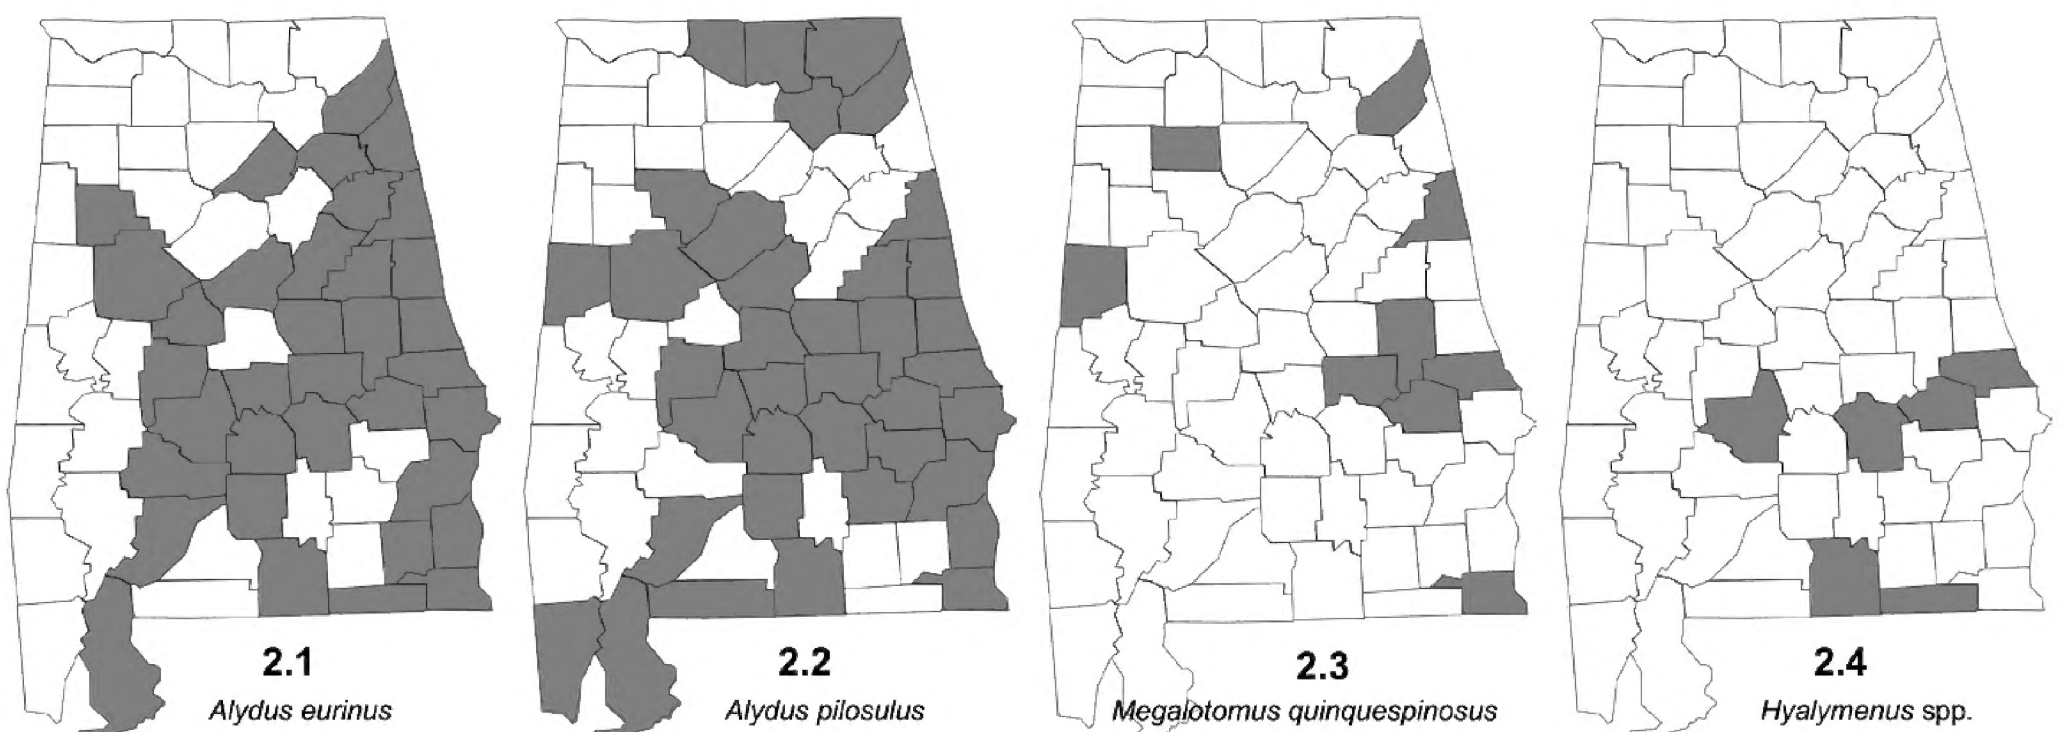 2.1
Alydus eurinus
2.2
Alydus pilosulus
2.3
Megalotomus quinquespinosus
2.4
Hyalymenus spp.